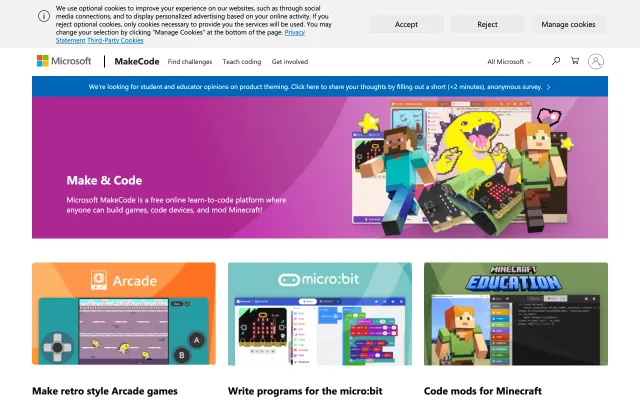 We use optional cookies to improve your experience on our websites, such as through social
media connections, and to display personalized advertising based on your online activity. If you
reject optional cookies, only cookies necessary to provide you the services will be used. You may
change your selection by clicking "Manage Cookies" at the bottom of the page. Privacy
Statement Third-Party Cookies
Accept
Reject
Manage cookies
Microsoft
MakeCode
Find challenges
Teach coding
Get involved
All Microsoft
We're looking for student and educator opinions on product theming. Click here to share your thoughts by filling out a short (<2 minutes), anonymous survey.
Make & Code
Microsoft MakeCode is a free online learn-to-code platform where
anyone can build games, code devices, and mod Minecraft!
Arcade
A
B
micro:bit
MINECRAFT
EDUCATION
Make retro style Arcade games
Write programs for the micro:bit
Code mods for Minecraft